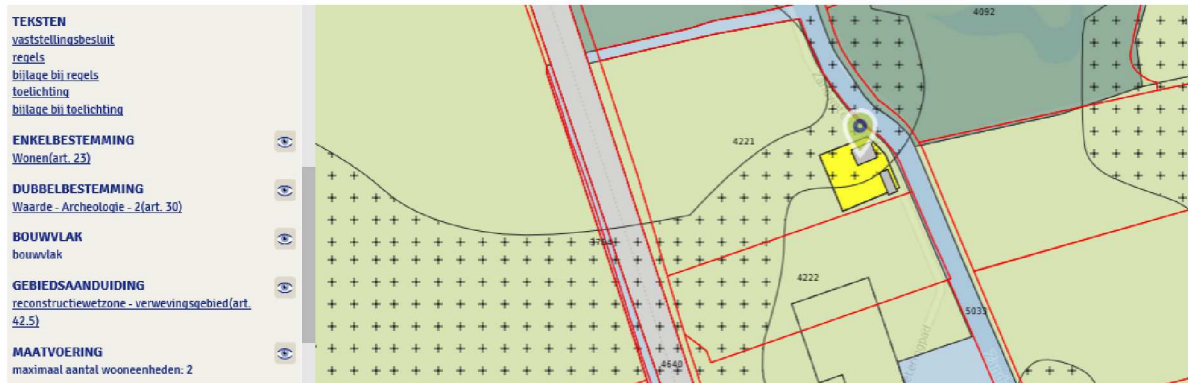 TEKSTEN
vaststellingsbesluit
regels
bijlage bij regels
toelichting
bijlage bij toelichting
ENKELBESTEMMING
Wonen(art. 23)
DUBBELBESTEMMING
Waarde - Archeologie - 2(art. 30)
BOUWVLAK
bouwvlak
GEBIEDSAANDUIDING
reconstructiewetzone - verwevingsgebied(art.
42.5)
MAATVOERING
maximaal aantal wooneenheden: 2
4092
4221
4222
5033
4640